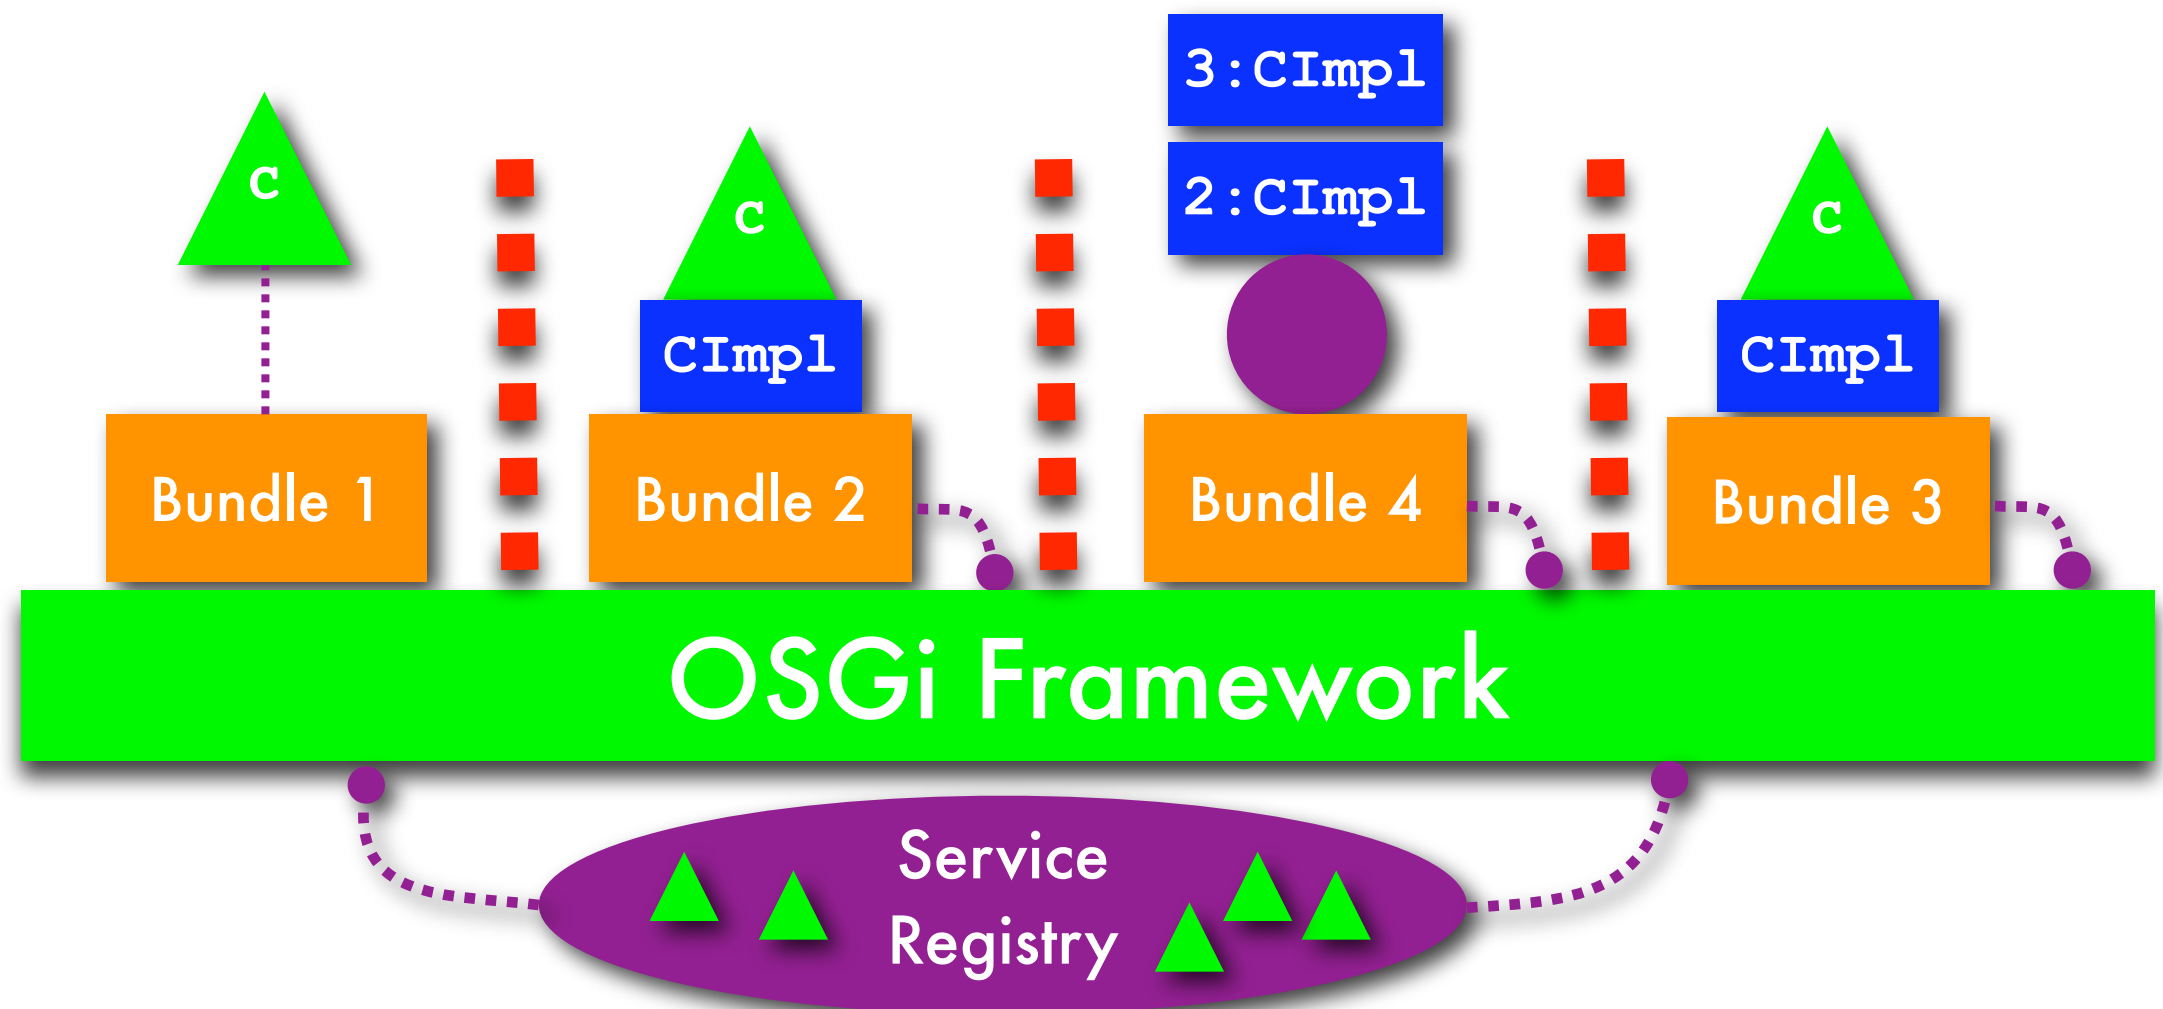 3:CImpl
2:CImpl
C
C
C
CImpl
CImpl
Bundle 1
Bundle 2
Bundle 4
Bundle 3
OSGi Framework
Service
Registry